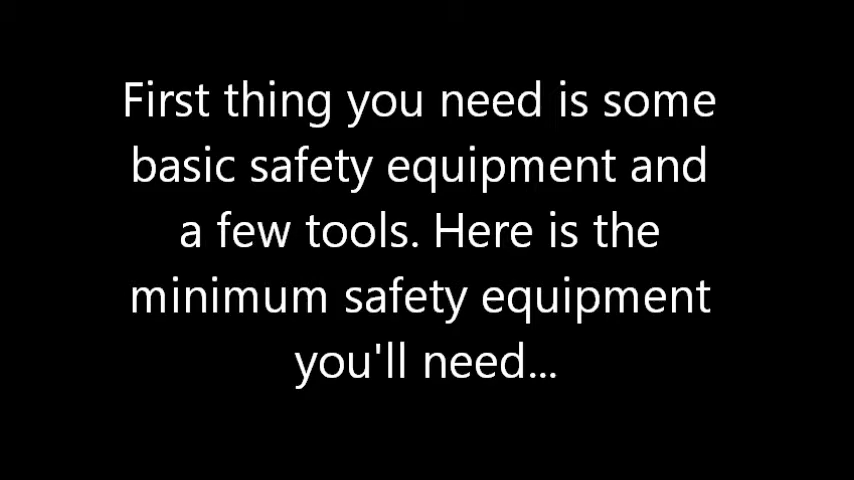 First thing you need is some
basic safety equipment and
a few tools. Here is the
minimum safety equipment
you'll need...